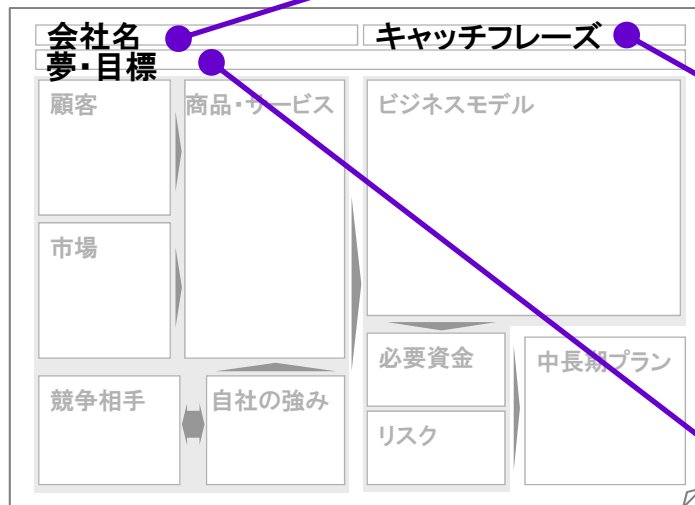 会社名
キャッチフレーズ
夢・目標
顧客
商品・サービス
ビジネスモデル
市場
必要資金
中長期プラン
競争相手
自社の強み
リスク